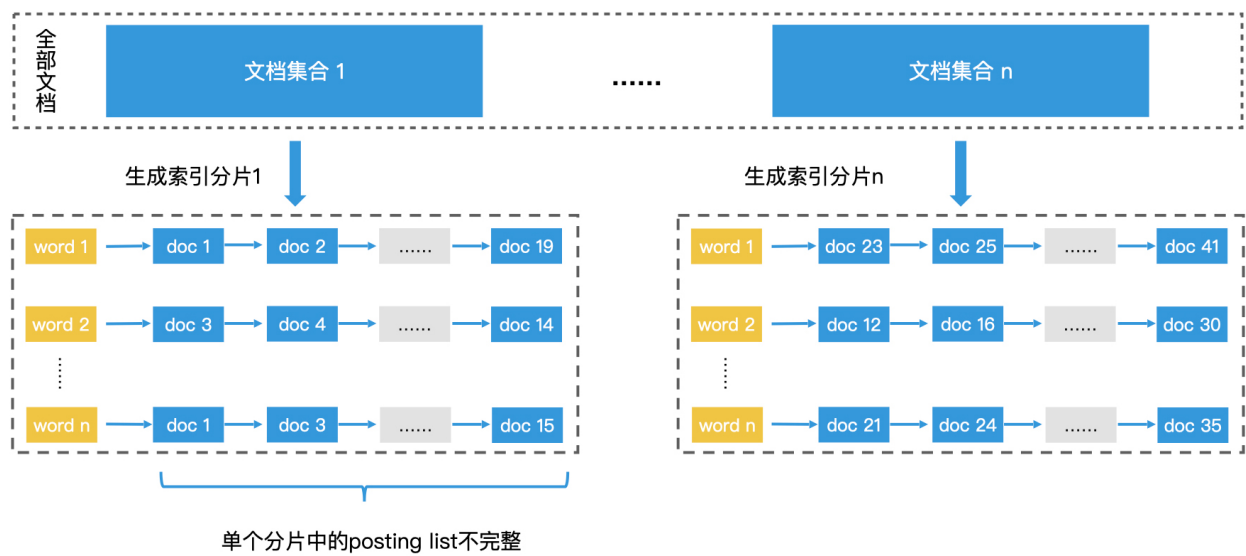 全部文档
文档集合 1
......
文档集合 n
生成索引分片1
生成索引分片n
word 1 doc 1 doc 2 ...... doc 19
word 2 doc 3 doc 4 ...... doc 14
......
word n doc 1 doc 3 ...... doc 15
单个分片中的posting list不完整
word 1 doc 23 doc 25 ...... doc 41
word 2 doc 12 doc 16 ...... doc 30
......
word n doc 21 doc 24 ...... doc 35